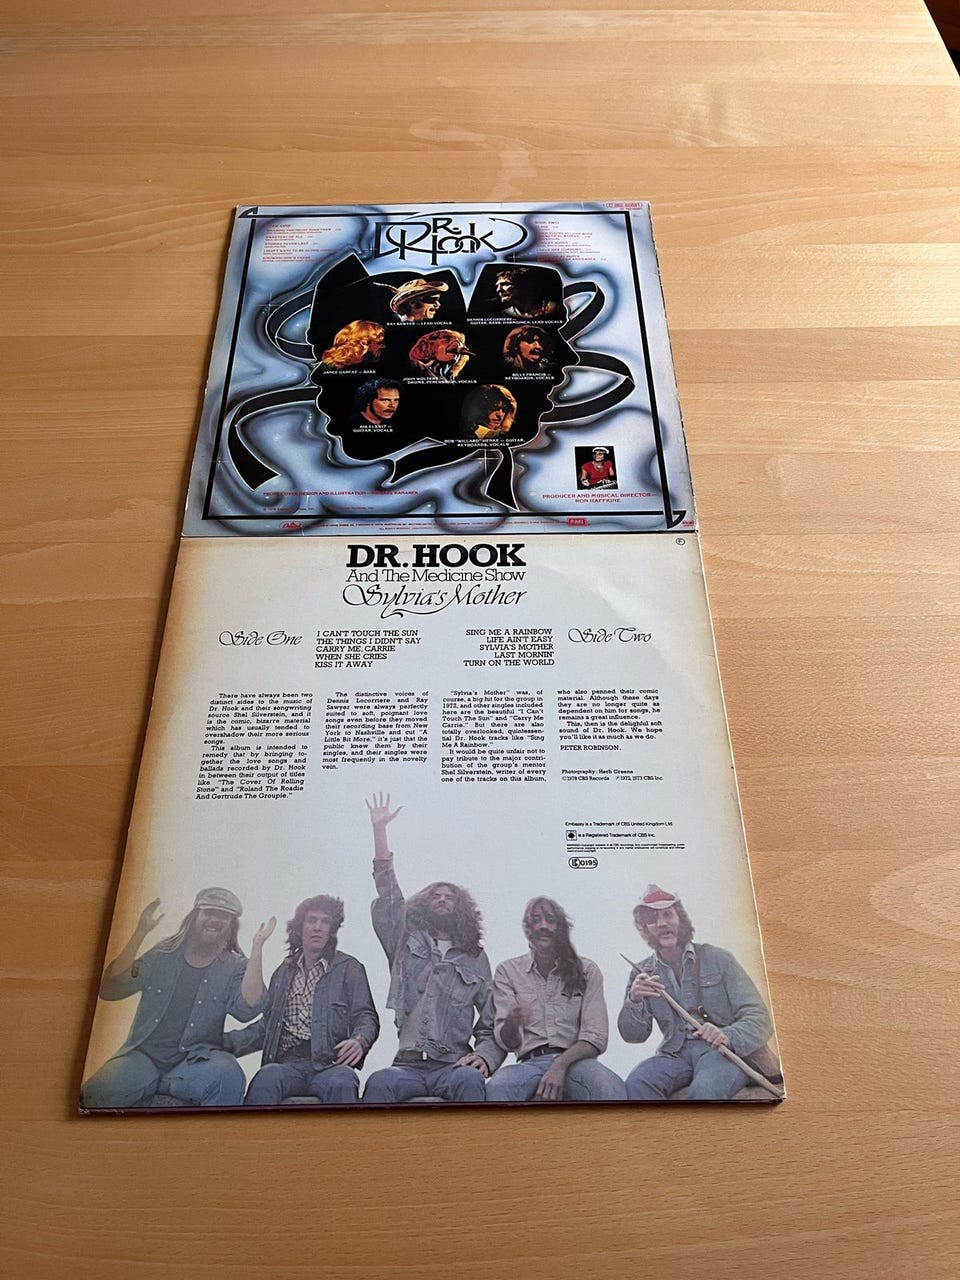 DR. HOOK
SIDE TWO
RAY SAWYER — LEAD VOCALS
DENNIS LOCORRIERE —
GUITAR, BASS, HARMONICA, LEAD VOCALS
JANCE GARFAT — BASS
JOHN WOLTERS —
DRUMS, PERCUSSION, VOCALS
BILLY FRANCIS —
KEYBOARDS, VOCALS
RIK ELSWIT —
GUITAR, VOCALS
BOB "WILLARD" HENKE — GUITAR,
KEYBOARDS, VOCALS
PRODUCER AND MUSICAL DIRECTOR —
RON HAFFKINE
EMI
DR. HOOK
And The Medicine Show
Sylvia's Mother
Side One
I CAN'T TOUCH THE SUN
THE THINGS I DIDN'T SAY
CARRY ME, CARRIE
WHEN SHE CRIES
KISS IT AWAY
SING ME A RAINBOW
LIFE AIN'T EASY
SYLVIA'S MOTHER
LAST MORNIN'
TURN ON THE WORLD
Side Two
There have always been two
distinct sides to the music of
Dr. Hook and their songwriting
source Shel Silverstein, and it
is the comic, bizarre material
which has usually tended to
overshadow their more serious
songs.
This album is intended to
remedy that by bringing to-
gether the love songs and
ballads recorded by Dr. Hook
in between their output of titles
like "The Cover Of Rolling
Stone" and "Roland The Roadie
And Gertrude The Groupie."
The distinctive voices of
Dennis Locorriere and Ray
Sawyer were always perfectly
suited to soft, poignant love
songs even before they moved
their recording base from New
York to Nashville and cut "A
Little Bit More," it's just that the
public knew them by their
singles, and their singles were
most frequently in the novelty
vein.
"Sylvia's Mother" was, of
course, a big hit for the group in
1972, and other singles included
here are the beautiful "I Can't
Touch The Sun" and "Carry Me
Carrie." But there are also
totally overlooked, quintessen-
tial Dr. Hook tracks like "Sing
Me A Rainbow."
It would be quite unfair not to
pay tribute to the major contri-
bution of the group's mentor
Shel Silverstein, writer of every
one of the tracks on this album,
who also penned their comic
material. Although these days
they are no longer quite as
dependent on him for songs, he
remains a great influence.
This, then is the delightful soft
sound of Dr. Hook. We hope
you'll like it as much as we do.
PETER ROBINSON.
Photography: Herb Greene
© 1978 CBS Records ℗ 1972, 1973 CBS Inc.
Embassy is a Trademark of CBS United Kingdom Ltd.
is a Registered Trademark of CBS Inc.
0195